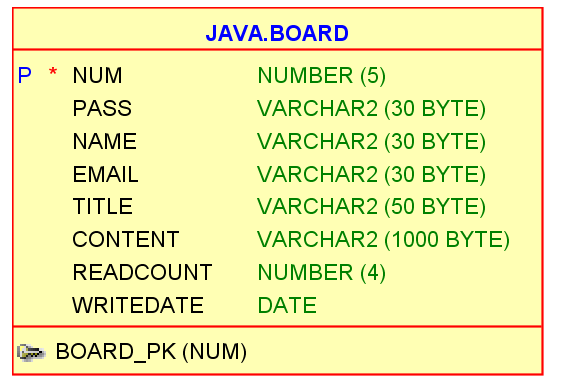 JAVA.BOARD
P * NUM NUMBER (5)
PASS VARCHAR2 (30 BYTE)
NAME VARCHAR2 (30 BYTE)
EMAIL VARCHAR2 (30 BYTE)
TITLE VARCHAR2 (50 BYTE)
CONTENT VARCHAR2 (1000 BYTE)
READCOUNT NUMBER (4)
WRITEDATE DATE
BOARD_PK (NUM)